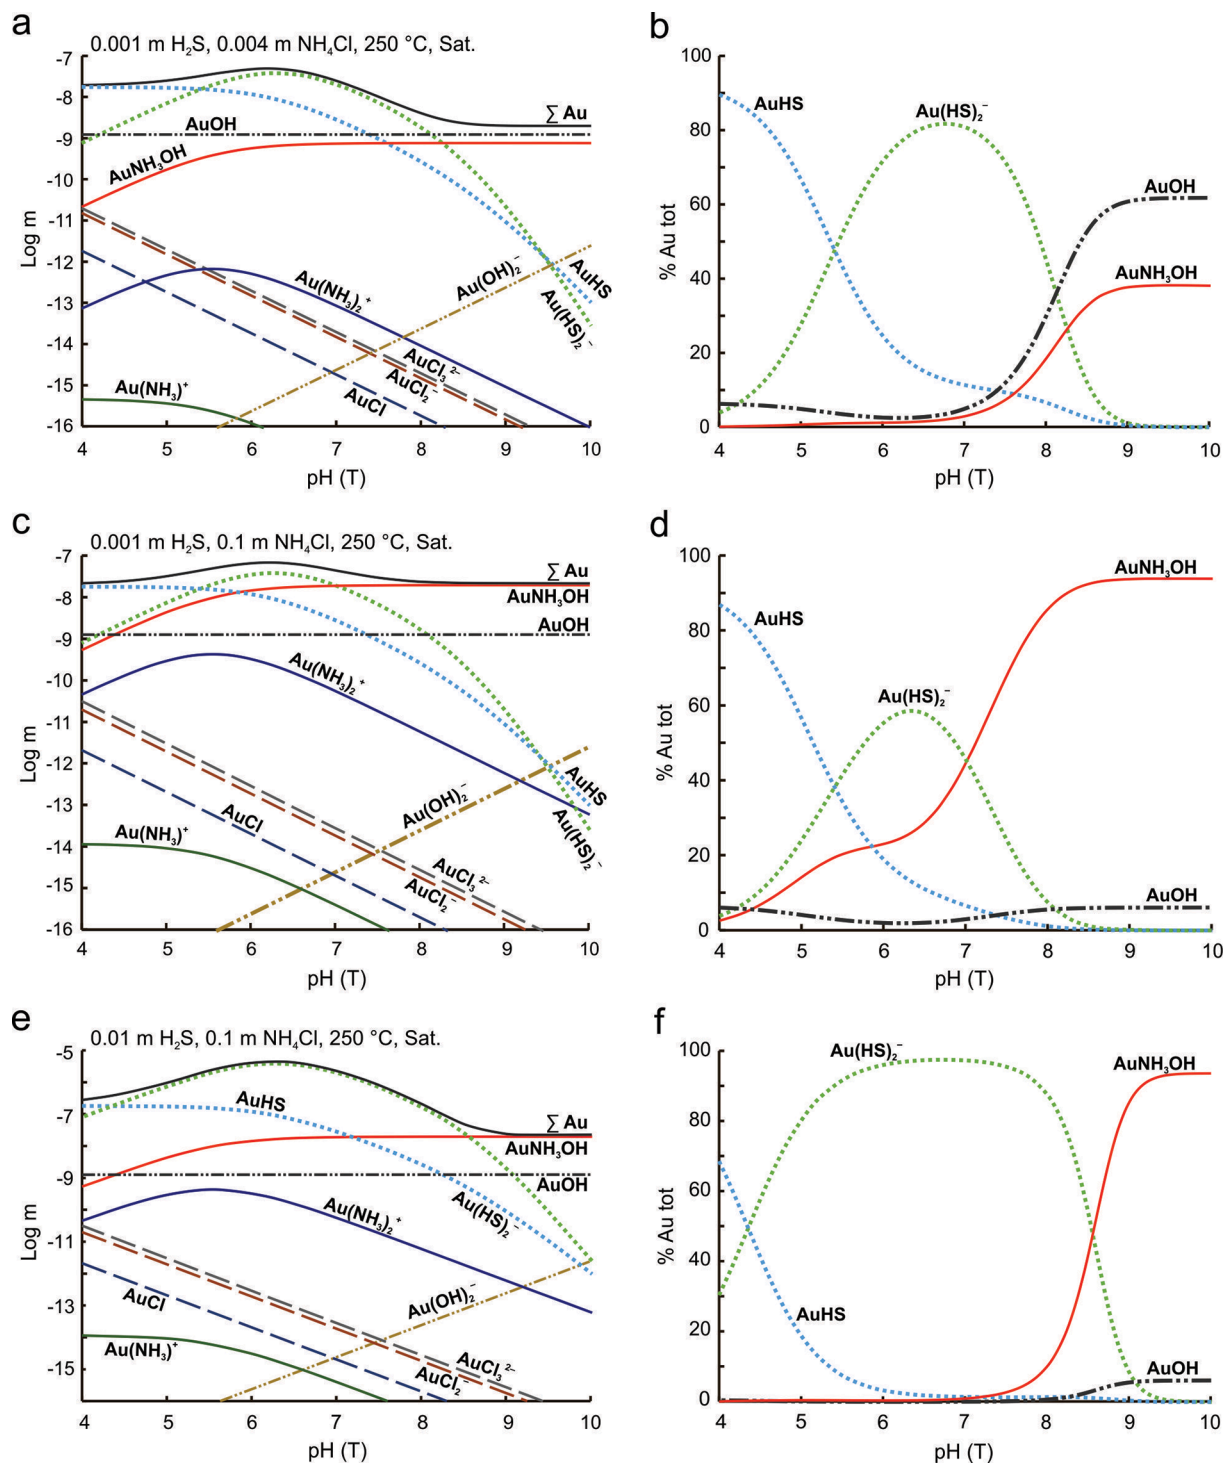 a
0.001 m H₂S, 0.004 m NH₄Cl, 250 °C, Sat.
-7
-8
-9
-10
-11
-12
-13
-14
-15
-16
Log m
∑ Au
AuOH
AuNH₃OH
Au(NH₃)₂⁺
Au(OH)₂⁻
AuHS
Au(HS)₂⁻
AuCl₃²⁻
AuCl₂⁻
AuCl
Au(NH₃)⁺
4 5 6 7 8 9 10
pH (T)
b
100
80
60
40
20
0
% Au tot
AuHS
Au(HS)₂⁻
AuOH
AuNH₃OH
4 5 6 7 8 9 10
pH (T)
c
0.001 m H₂S, 0.1 m NH₄Cl, 250 °C, Sat.
-7
-8
-9
-10
-11
-12
-13
-14
-15
-16
Log m
∑ Au
AuNH₃OH
AuOH
Au(NH₃)₂⁺
Au(OH)₂⁻
AuHS
Au(HS)₂⁻
AuCl
Au(NH₃)⁺
AuCl₃²⁻
AuCl₂⁻
4 5 6 7 8 9 10
pH (T)
d
100
80
60
40
20
0
% Au tot
AuNH₃OH
AuHS
Au(HS)₂⁻
AuOH
4 5 6 7 8 9 10
pH (T)
e
0.01 m H₂S, 0.1 m NH₄Cl, 250 °C, Sat.
-5
-7
-9
-11
-13
-15
Log m
AuHS
∑ Au
AuNH₃OH
AuOH
Au(NH₃)₂⁺
Au(HS)₂⁻
AuCl
Au(OH)₂⁻
Au(NH₃)⁺
AuCl₃²⁻
AuCl₂⁻
4 5 6 7 8 9 10
pH (T)
f
100
80
60
40
20
0
% Au tot
Au(HS)₂⁻
AuNH₃OH
AuHS
AuOH
4 5 6 7 8 9 10
pH (T)